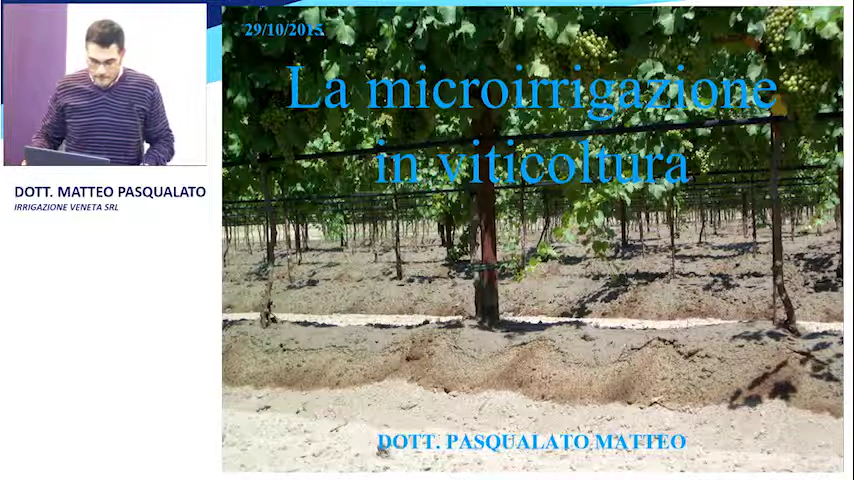 29/10/2015
La microirrigazione
in viticoltura
DOTT. MATTEO PASQUALATO
IRRIGAZIONE VENETA SRL
DOTT. PASQUALATO MATTEO